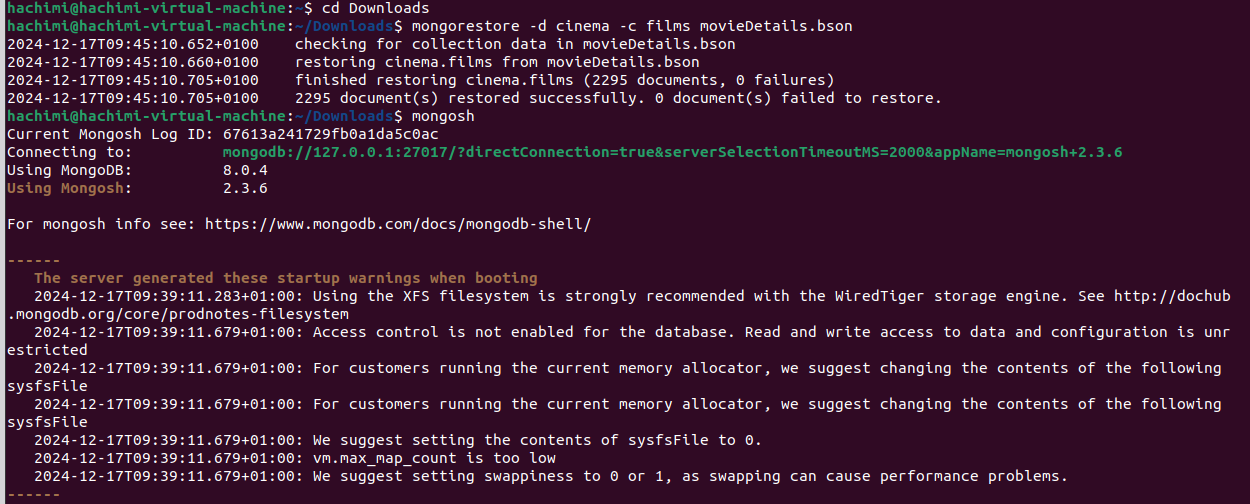 hachimi@hachimi-virtual-machine:~$ cd Downloads
hachimi@hachimi-virtual-machine:~/Downloads$ mongorestore -d cinema -c films movieDetails.bson
2024-12-17T09:45:10.652+0100    checking for collection data in movieDetails.bson
2024-12-17T09:45:10.660+0100    restoring cinema.films from movieDetails.bson
2024-12-17T09:45:10.705+0100    finished restoring cinema.films (2295 documents, 0 failures)
2024-12-17T09:45:10.705+0100    2295 document(s) restored successfully. 0 document(s) failed to restore.
hachimi@hachimi-virtual-machine:~/Downloads$ mongosh
Current Mongosh Log ID: 67613a241729fb0a1da5c0ac
Connecting to:          mongodb://127.0.0.1:27017/?directConnection=true&serverSelectionTimeoutMS=2000&appName=mongosh+2.3.6
Using MongoDB:          8.0.4
Using Mongosh:          2.3.6
For mongosh info see: https://www.mongodb.com/docs/mongodb-shell/
------
   The server generated these startup warnings when booting
   2024-12-17T09:39:11.283+01:00: Using the XFS filesystem is strongly recommended with the WiredTiger storage engine. See http://dochub
.mongodb.org/core/prodnotes-filesystem
   2024-12-17T09:39:11.679+01:00: Access control is not enabled for the database. Read and write access to data and configuration is unr
estricted
   2024-12-17T09:39:11.679+01:00: For customers running the current memory allocator, we suggest changing the contents of the following
sysfsFile
   2024-12-17T09:39:11.679+01:00: For customers running the current memory allocator, we suggest changing the contents of the following
sysfsFile
   2024-12-17T09:39:11.679+01:00: We suggest setting the contents of sysfsFile to 0.
   2024-12-17T09:39:11.679+01:00: vm.max_map_count is too low
   2024-12-17T09:39:11.679+01:00: We suggest setting swappiness to 0 or 1, as swapping can cause performance problems.
------